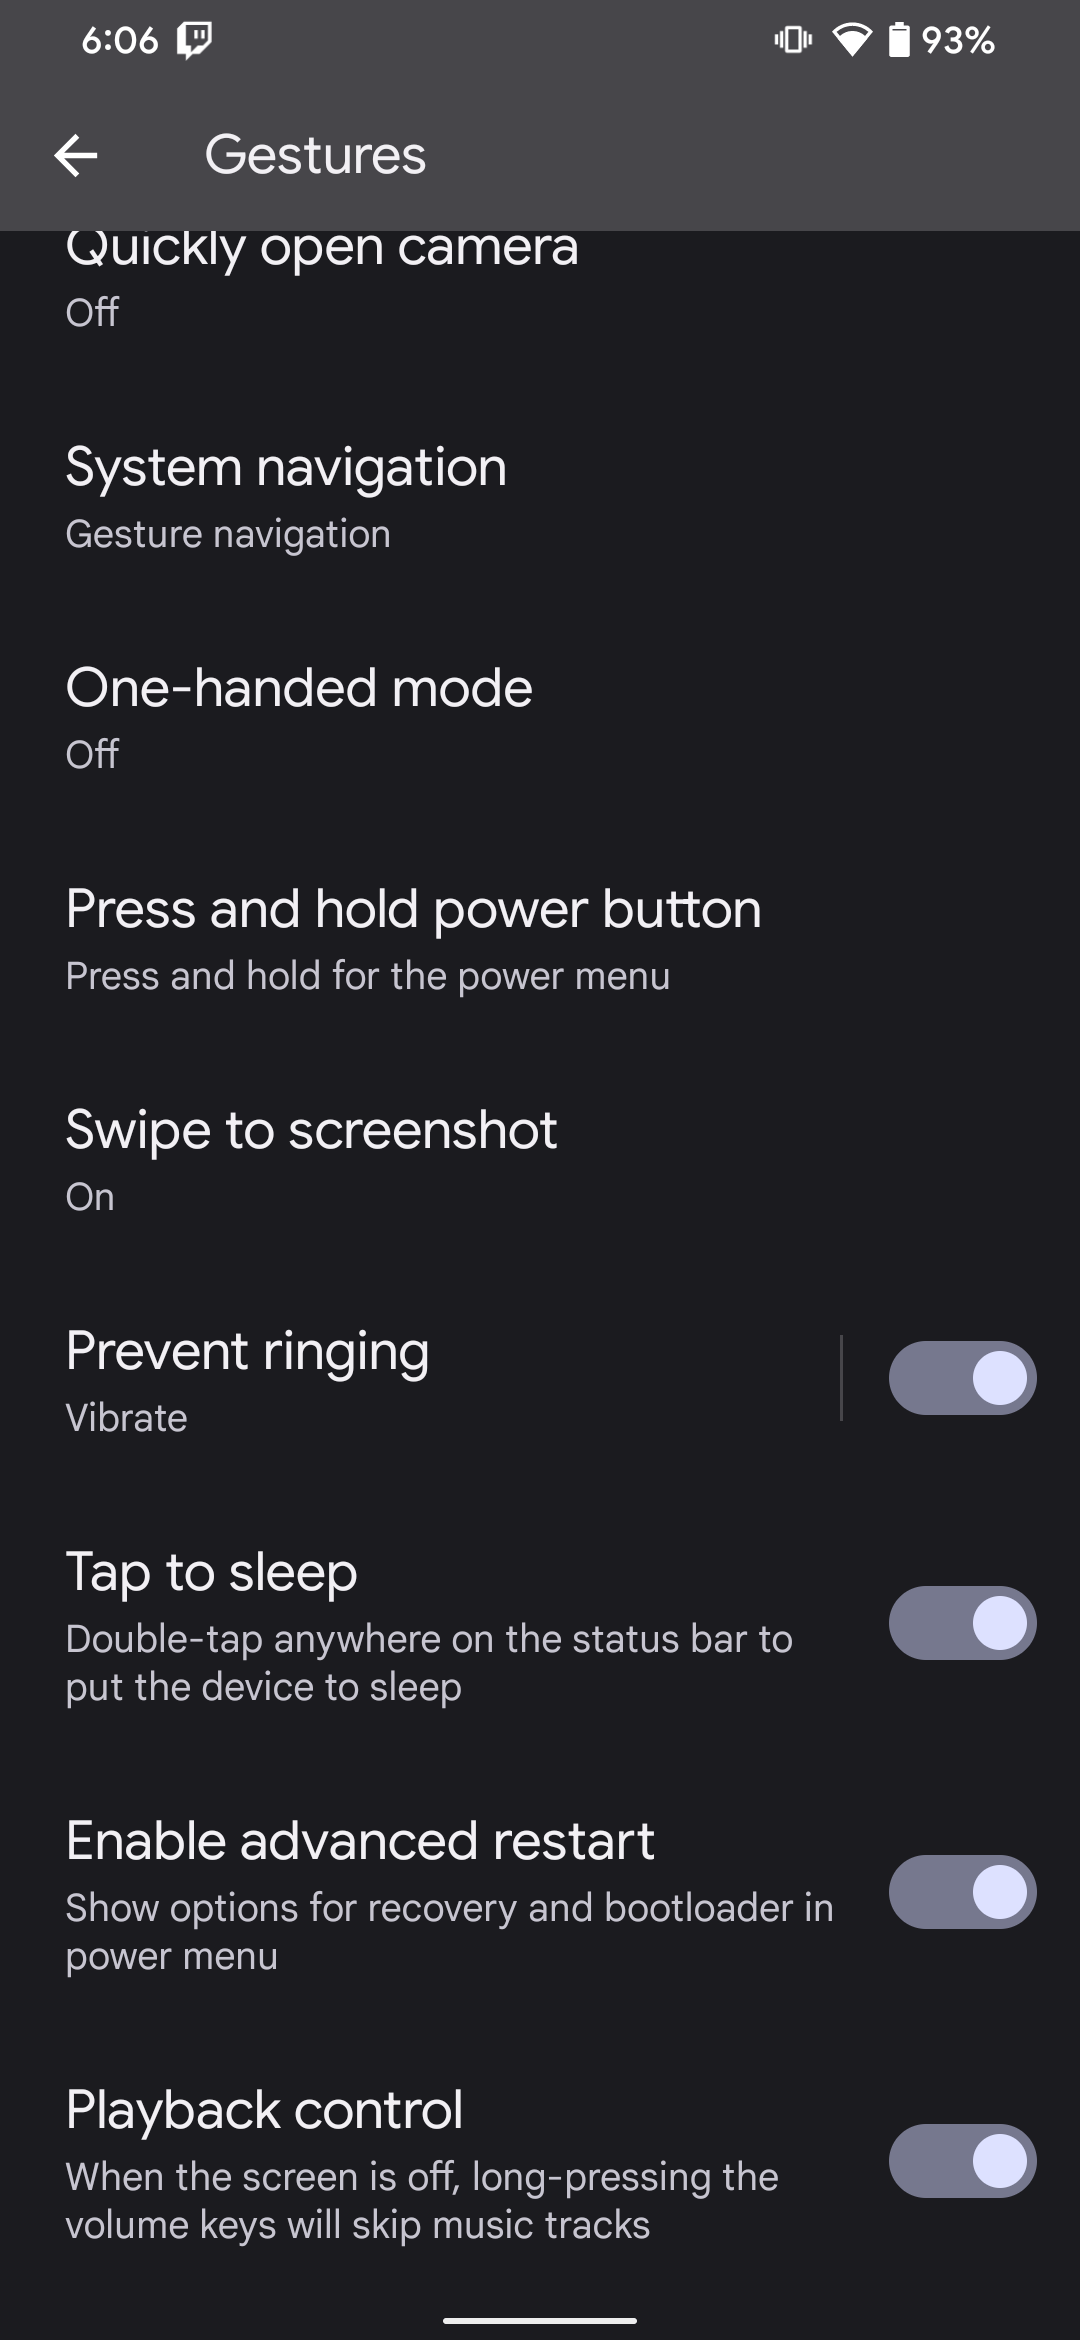 6:06
93%
Gestures
Quickly open camera
Off
System navigation
Gesture navigation
One-handed mode
Off
Press and hold power button
Press and hold for the power menu
Swipe to screenshot
On
Prevent ringing
Vibrate
Tap to sleep
Double-tap anywhere on the status bar to
put the device to sleep
Enable advanced restart
Show options for recovery and bootloader in
power menu
Playback control
When the screen is off, long-pressing the
volume keys will skip music tracks